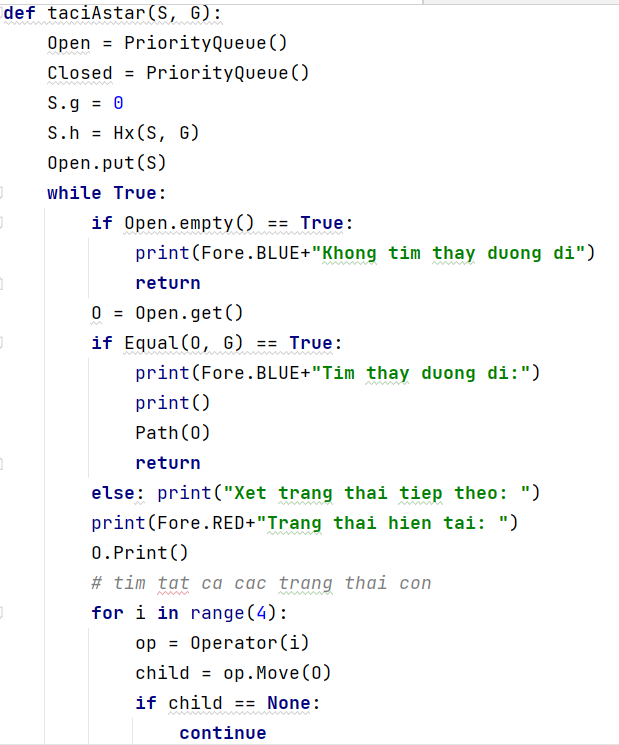 def taciAstar(S, G):
    Open = PriorityQueue()
    Closed = PriorityQueue()
    S.g = 0
    S.h = Hx(S, G)
    Open.put(S)
    while True:
        if Open.empty() == True:
            print(Fore.BLUE+"Khong tim thay duong di")
            return
        O = Open.get()
        if Equal(O, G) == True:
            print(Fore.BLUE+"Tim thay duong di:")
            print()
            Path(O)
            return
        else: print("Xet trang thai tiep theo: ")
        print(Fore.RED+"Trang thai hien tai: ")
        O.Print()
        # tim tat ca cac trang thai con
        for i in range(4):
            op = Operator(i)
            child = op.Move(O)
            if child == None:
                continue